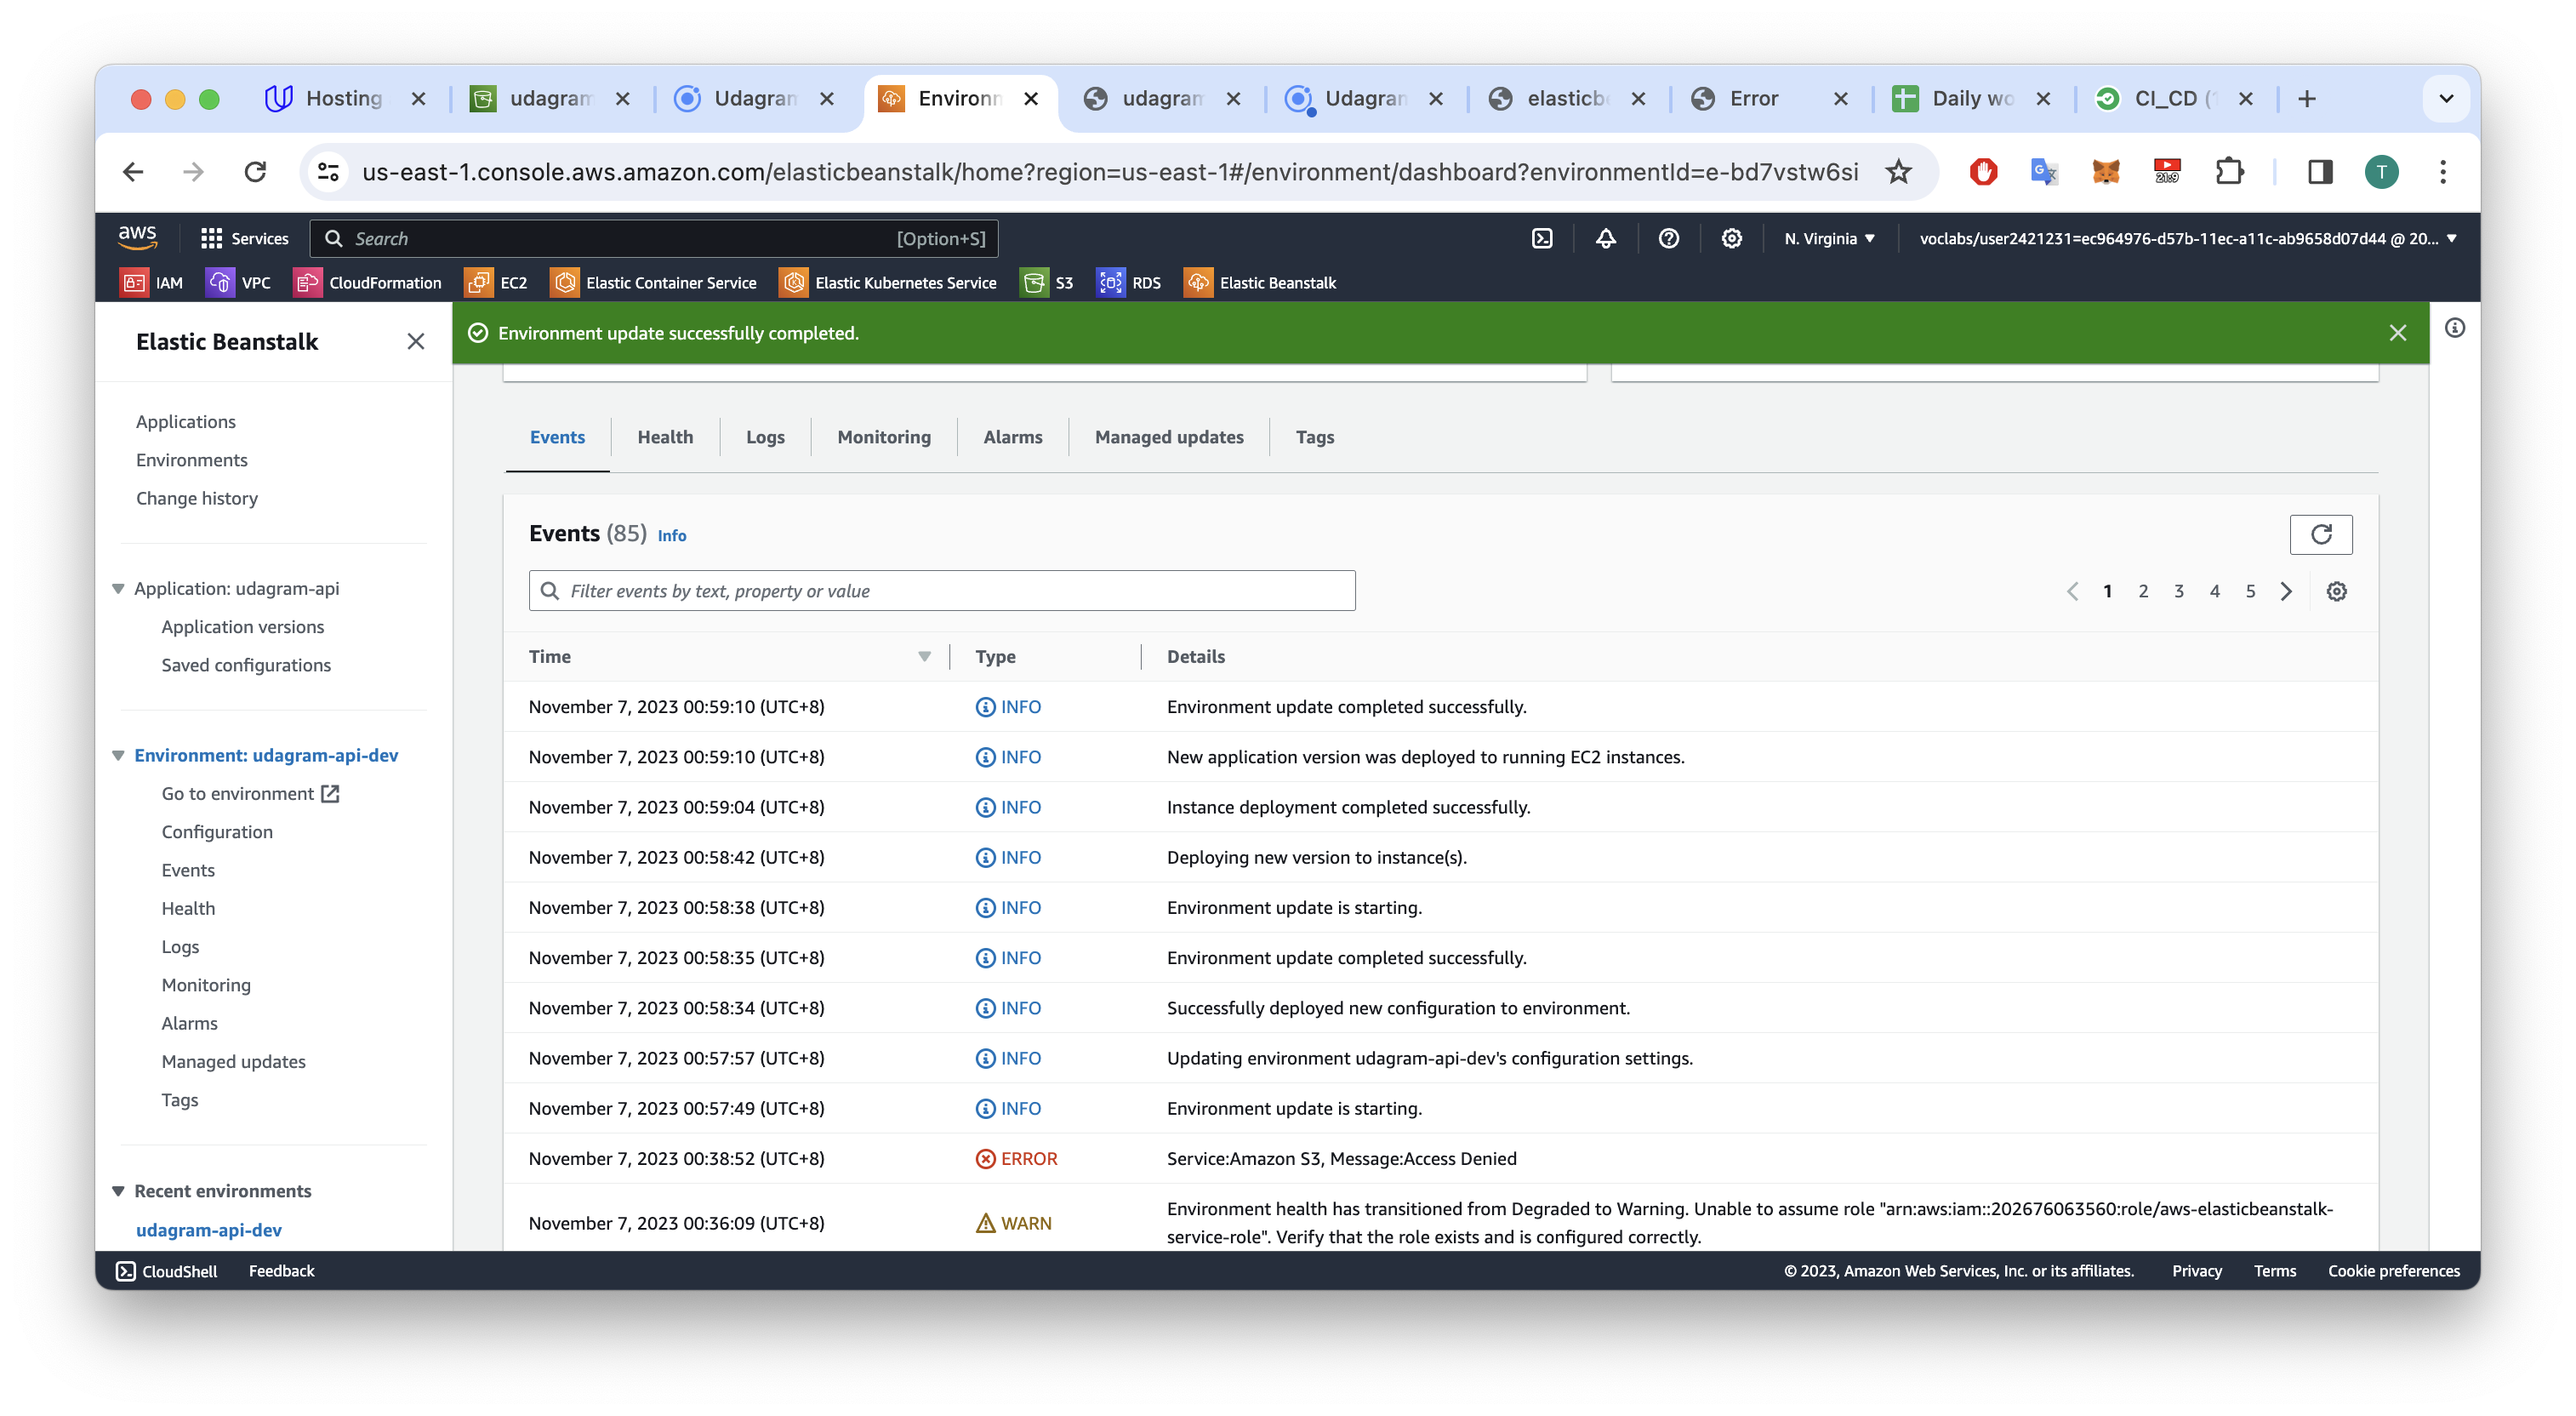 Hosting
udagram
Udagran
Environn
udagram
Udagran
elasticbe
Error
Daily wo
CI_CD (
us-east-1.console.aws.amazon.com/elasticbeanstalk/home?region=us-east-1#/environment/dashboard?environmentId=e-bd7vstw6si
21:9
T
aws
Services
Search
[Option+S]
N. Virginia
voclabs/user2421231=ec964976-d57b-11ec-a11c-ab9658d07d44 @ 20...
IAM
VPC
CloudFormation
EC2
Elastic Container Service
Elastic Kubernetes Service
S3
RDS
Elastic Beanstalk
Elastic Beanstalk
Environment update successfully completed.
Applications
Environments
Change history
Application: udagram-api
Application versions
Saved configurations
Environment: udagram-api-dev
Go to environment
Configuration
Events
Health
Logs
Monitoring
Alarms
Managed updates
Tags
Recent environments
udagram-api-dev
Events
Health
Logs
Monitoring
Alarms
Managed updates
Tags
Events (85) Info
Filter events by text, property or value
1 2 3 4 5
Time Type Details
November 7, 2023 00:59:10 (UTC+8) INFO Environment update completed successfully.
November 7, 2023 00:59:10 (UTC+8) INFO New application version was deployed to running EC2 instances.
November 7, 2023 00:59:04 (UTC+8) INFO Instance deployment completed successfully.
November 7, 2023 00:58:42 (UTC+8) INFO Deploying new version to instance(s).
November 7, 2023 00:58:38 (UTC+8) INFO Environment update is starting.
November 7, 2023 00:58:35 (UTC+8) INFO Environment update completed successfully.
November 7, 2023 00:58:34 (UTC+8) INFO Successfully deployed new configuration to environment.
November 7, 2023 00:57:57 (UTC+8) INFO Updating environment udagram-api-dev's configuration settings.
November 7, 2023 00:57:49 (UTC+8) INFO Environment update is starting.
November 7, 2023 00:38:52 (UTC+8) ERROR Service:Amazon S3, Message:Access Denied
November 7, 2023 00:36:09 (UTC+8) WARN Environment health has transitioned from Degraded to Warning. Unable to assume role "arn:aws:iam::202676063560:role/aws-elasticbeanstalk-
service-role". Verify that the role exists and is configured correctly.
CloudShell
Feedback
© 2023, Amazon Web Services, Inc. or its affiliates.
Privacy
Terms
Cookie preferences